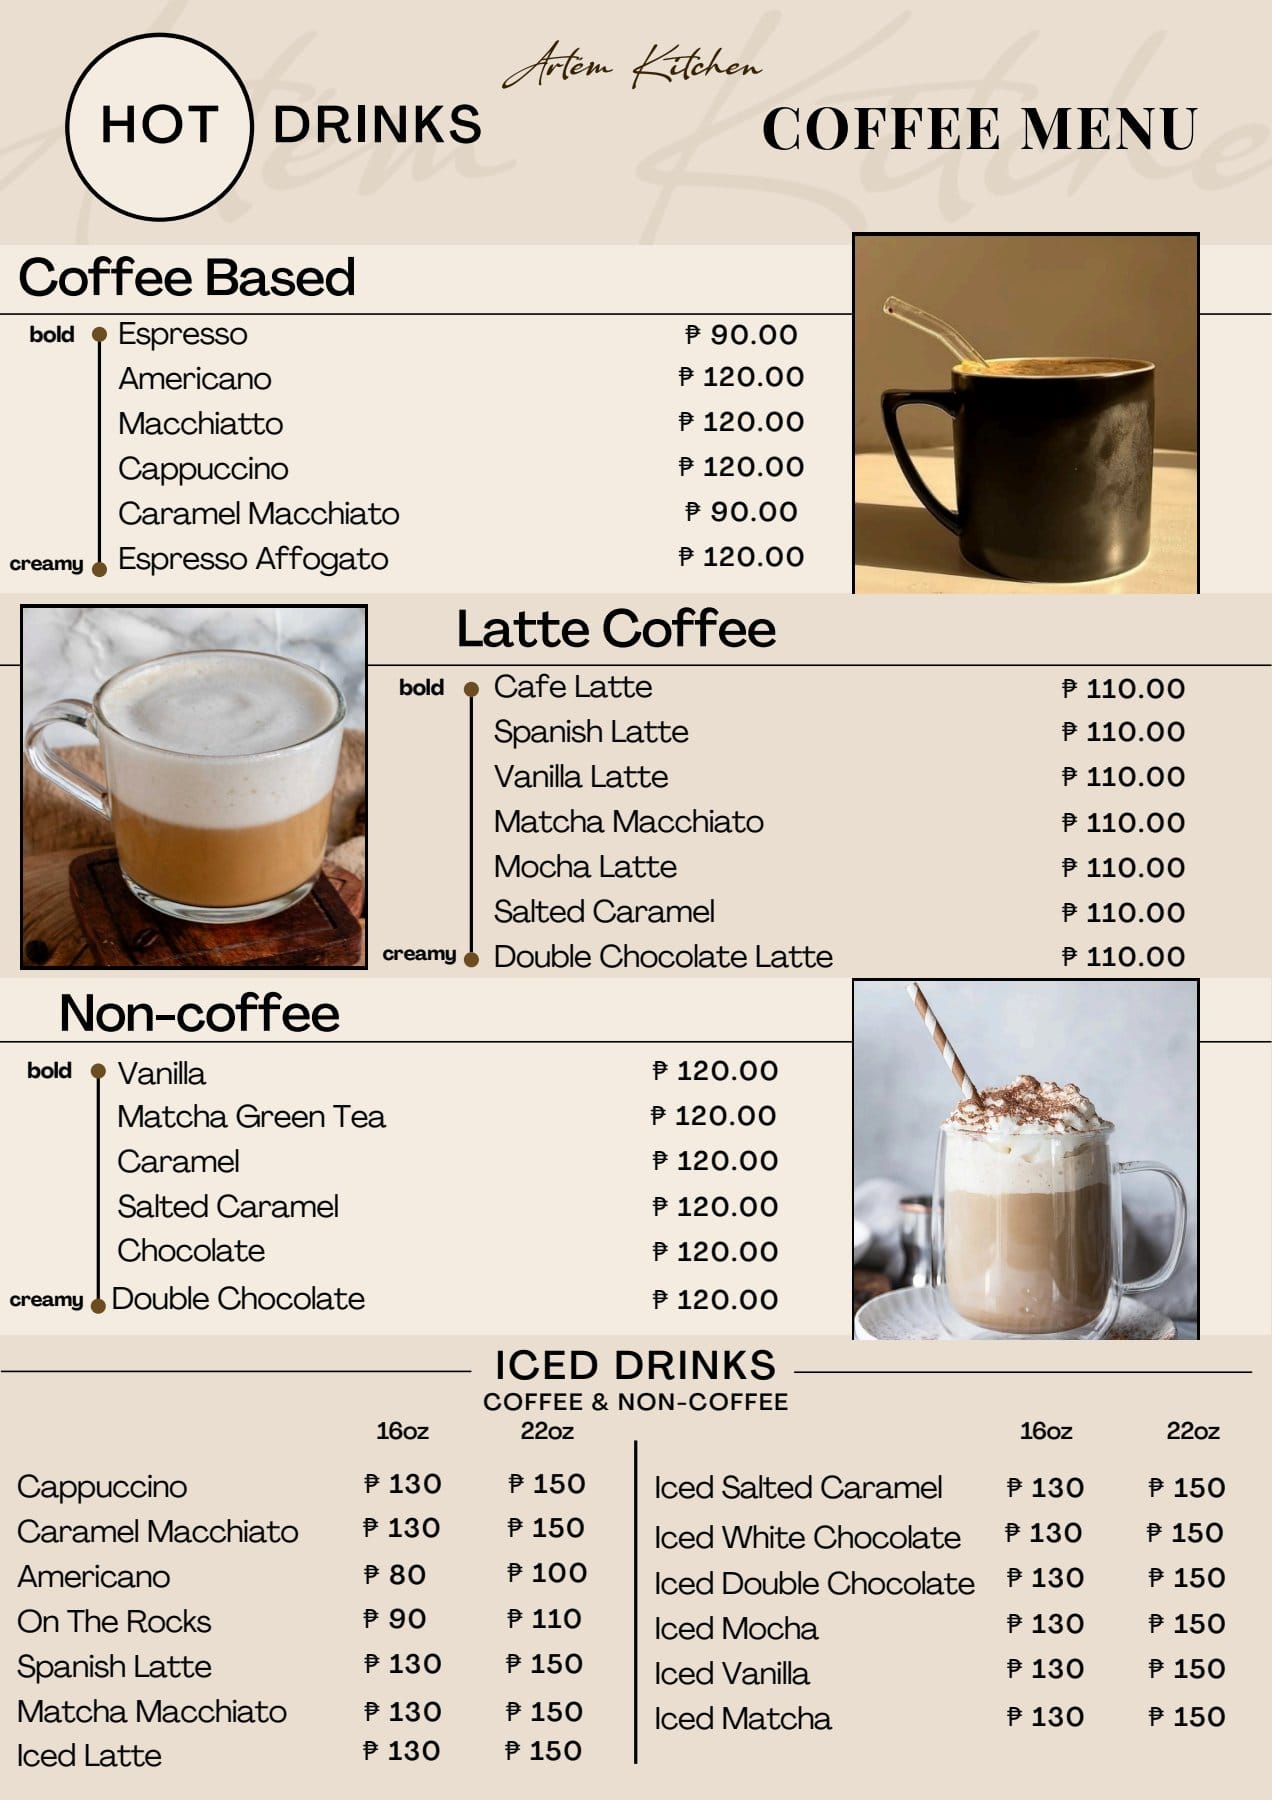 Artëm Kitchen
HOT DRINKS
COFFEE MENU
Coffee Based
bold Espresso ₱ 90.00
Americano ₱ 120.00
Macchiatto ₱ 120.00
Cappuccino ₱ 120.00
Caramel Macchiato ₱ 90.00
creamy Espresso Affogato ₱ 120.00
Latte Coffee
bold Cafe Latte ₱ 110.00
Spanish Latte ₱ 110.00
Vanilla Latte ₱ 110.00
Matcha Macchiato ₱ 110.00
Mocha Latte ₱ 110.00
Salted Caramel ₱ 110.00
creamy Double Chocolate Latte ₱ 110.00
Non-coffee
bold Vanilla ₱ 120.00
Matcha Green Tea ₱ 120.00
Caramel ₱ 120.00
Salted Caramel ₱ 120.00
Chocolate ₱ 120.00
creamy Double Chocolate ₱ 120.00
ICED DRINKS
COFFEE & NON-COFFEE
16oz 22oz
Cappuccino ₱ 130 ₱ 150
Caramel Macchiato ₱ 130 ₱ 150
Americano ₱ 80 ₱ 100
On The Rocks ₱ 90 ₱ 110
Spanish Latte ₱ 130 ₱ 150
Matcha Macchiato ₱ 130 ₱ 150
Iced Latte ₱ 130 ₱ 150
16oz 22oz
Iced Salted Caramel ₱ 130 ₱ 150
Iced White Chocolate ₱ 130 ₱ 150
Iced Double Chocolate ₱ 130 ₱ 150
Iced Mocha ₱ 130 ₱ 150
Iced Vanilla ₱ 130 ₱ 150
Iced Matcha ₱ 130 ₱ 150